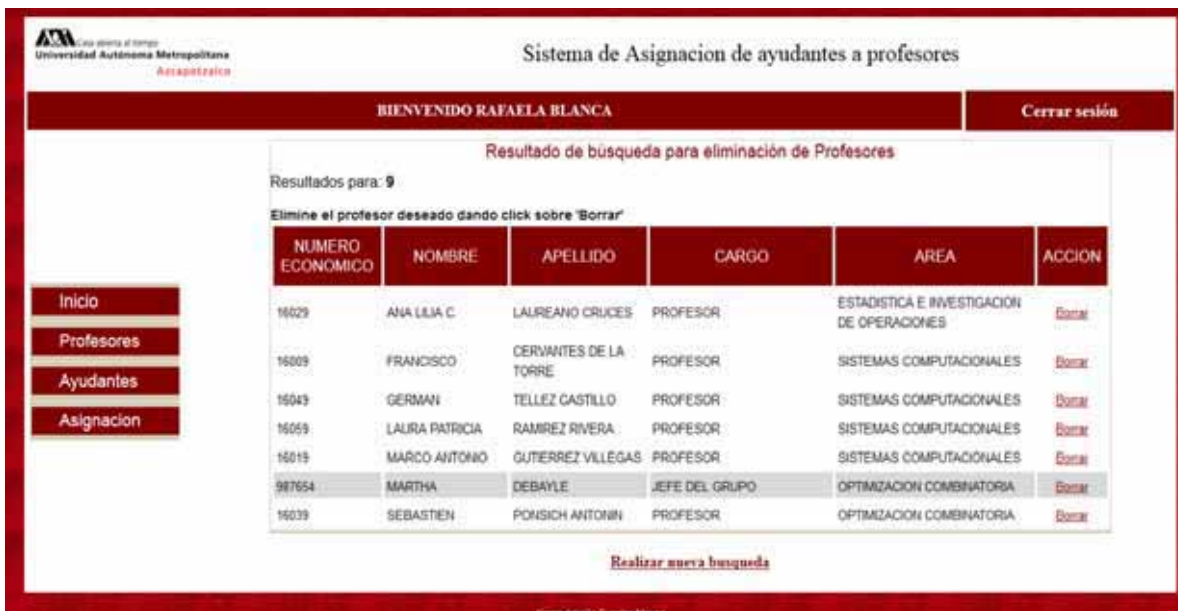 Casa abierta al tiempo
Universidad Autónoma Metropolitana
Azcapotzalco
Sistema de Asignacion de ayudantes a profesores
BIENVENIDO RAFAELA BLANCA
Cerrar sesión
Resultado de búsqueda para eliminación de Profesores
Resultados para: 9
Elimine el profesor deseado dando click sobre 'Borrar'
NUMERO ECONOMICO NOMBRE APELLIDO CARGO AREA ACCION
16029 ANA LILIA C LAUREANO CRUCES PROFESOR ESTADISTICA E INVESTIGACION DE OPERACIONES Borrar
16009 FRANCISCO CERVANTES DE LA TORRE PROFESOR SISTEMAS COMPUTACIONALES Borrar
16049 GERMAN TELLEZ CASTILLO PROFESOR SISTEMAS COMPUTACIONALES Borrar
16059 LAURA PATRICIA RAMIREZ RIVERA PROFESOR SISTEMAS COMPUTACIONALES Borrar
16019 MARCO ANTONIO GUTIERREZ VILLEGAS PROFESOR SISTEMAS COMPUTACIONALES Borrar
987654 MARTHA DEBAYLE JEFE DEL GRUPO OPTIMIZACION COMBINATORIA Borrar
16039 SEBASTIEN PONSICH ANTONIN PROFESOR OPTIMIZACION COMBINATORIA Borrar
Inicio
Profesores
Ayudantes
Asignacion
Realizar nueva busqueda